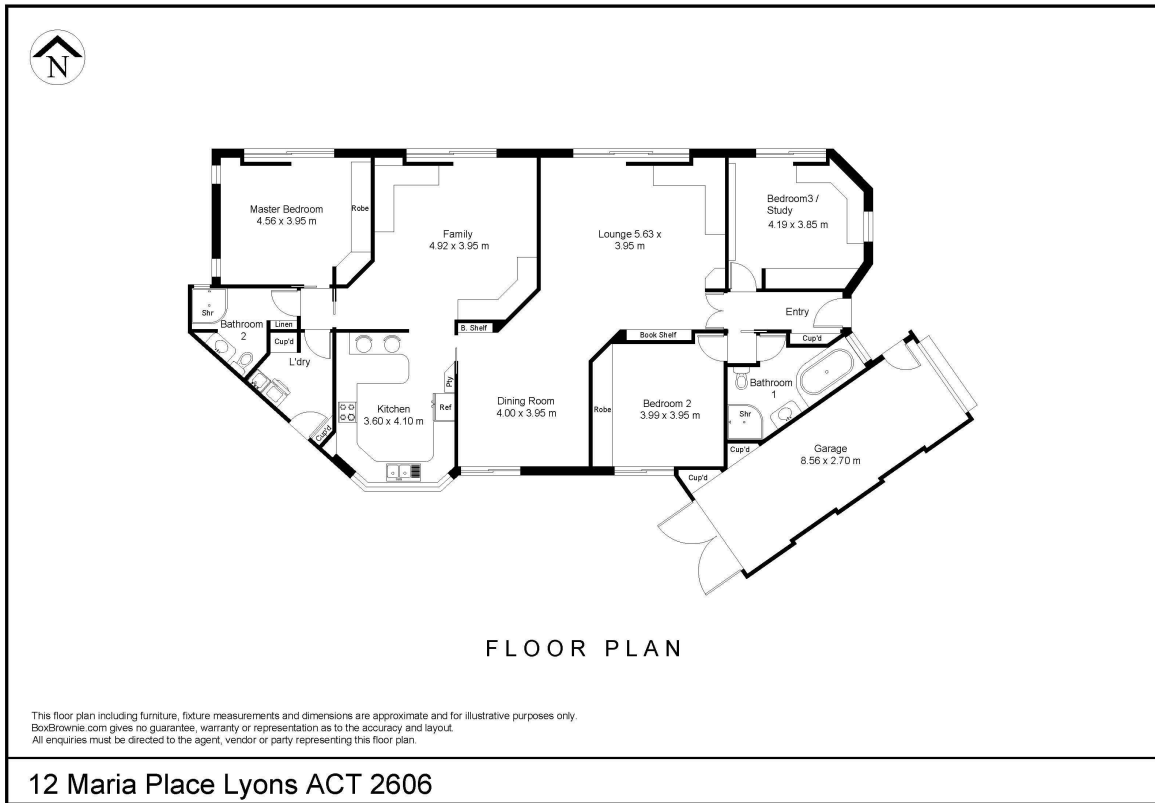 N
Master Bedroom
4.56 x 3.95 m
Robe
Family
4.92 x 3.95 m
Lounge 5.63 x
3.95 m
Bedroom3 /
Study
4.19 x 3.85 m
Shr
Bathroom
2
Linen
Cup'd
L'dry
Cup'd
Kitchen
3.60 x 4.10 m
Pty
Ref
B. Shelf
Dining Room
4.00 x 3.95 m
Book Shelf
Robe
Bedroom 2
3.99 x 3.95 m
Entry
Cup'd
Bathroom
1
Shr
Cup'd
Cup'd
Garage
8.56 x 2.70 m
FLOOR PLAN
This floor plan including furniture, fixture measurements and dimensions are approximate and for illustrative purposes only.
BoxBrownie.com gives no guarantee, warranty or representation as to the accuracy and layout.
All enquiries must be directed to the agent, vendor or party representing this floor plan.
12 Maria Place Lyons ACT 2606